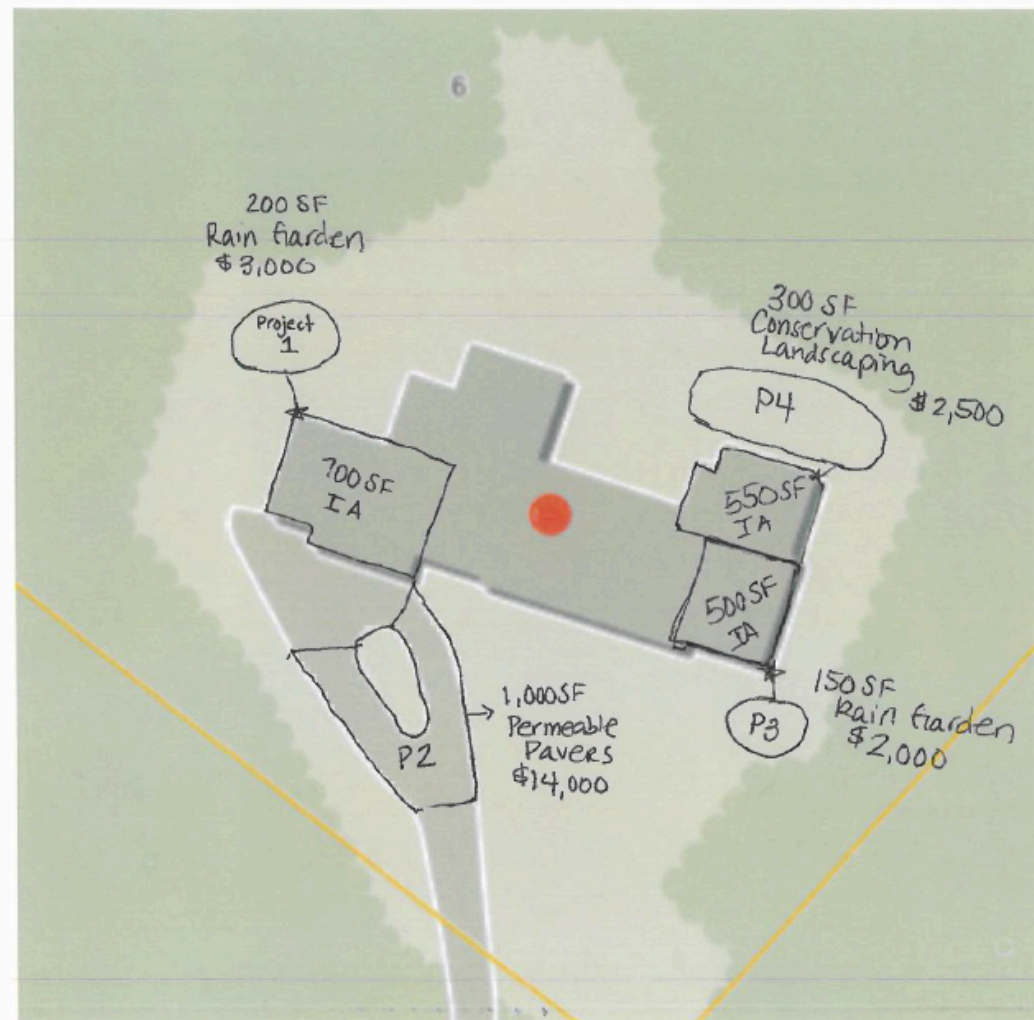 6
200 SF
Rain Garden
$3,000
Project
1
300 SF
Conservation
Landscaping
$2,500
P4
700 SF
IA
550 SF
IA
500 SF
IA
1,000 SF
Permeable
Pavers
$14,000
P2
P3
150 SF
Rain Garden
$2,000